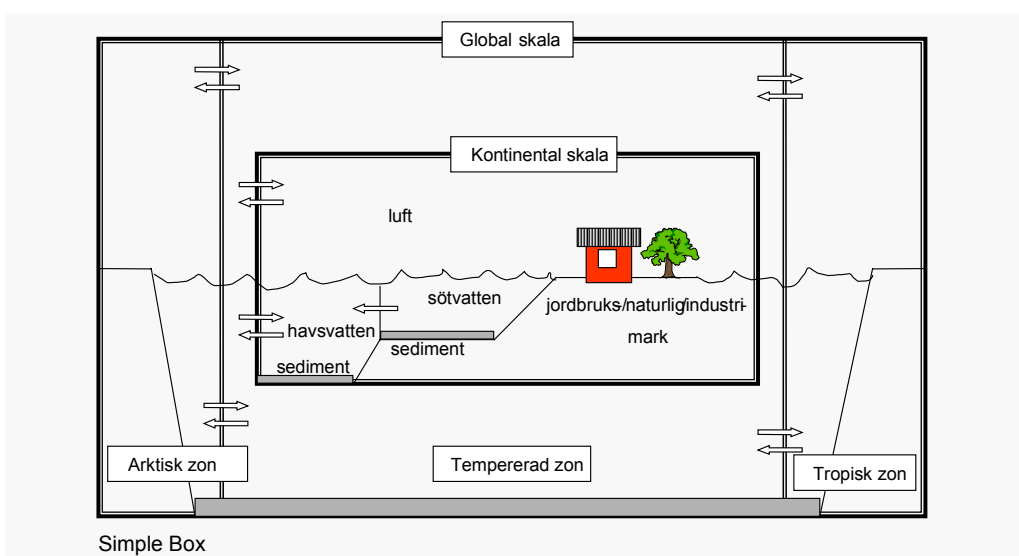 Global skala
Kontinental skala
luft
sötvatten
jordbruks-/naturlig/industri-
mark
havsvatten
sediment
sediment
Arktisk zon
Tempererad zon
Tropisk zon
Simple Box